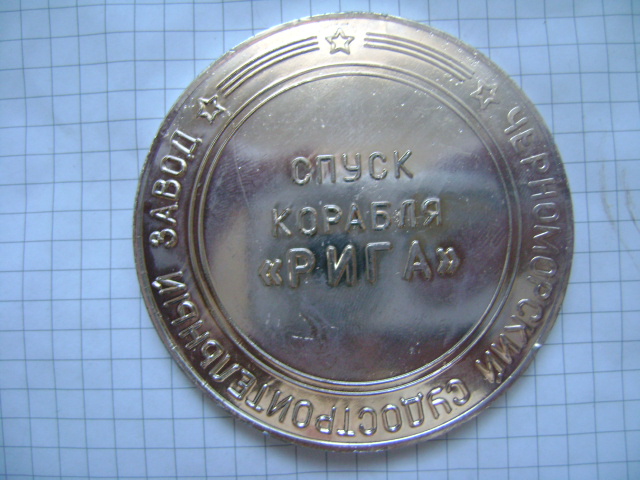 СПУСК
КОРАБЛЯ
«РИГА»
ЧЕРНОМОРСКИЙ СУДОСТРОИТЕЛЬНЫЙ ЗАВОД